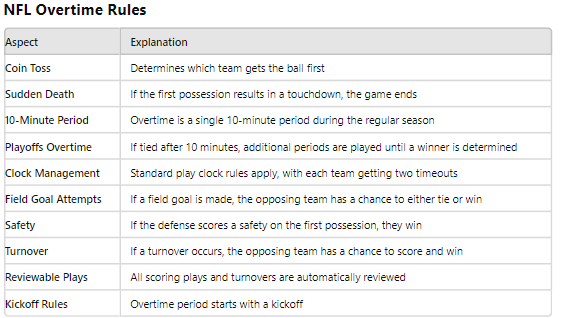 NFL Overtime Rules
Aspect Explanation
Coin Toss Determines which team gets the ball first
Sudden Death If the first possession results in a touchdown, the game ends
10-Minute Period Overtime is a single 10-minute period during the regular season
Playoffs Overtime If tied after 10 minutes, additional periods are played until a winner is determined
Clock Management Standard play clock rules apply, with each team getting two timeouts
Field Goal Attempts If a field goal is made, the opposing team has a chance to either tie or win
Safety If the defense scores a safety on the first possession, they win
Turnover If a turnover occurs, the opposing team has a chance to score and win
Reviewable Plays All scoring plays and turnovers are automatically reviewed
Kickoff Rules Overtime period starts with a kickoff